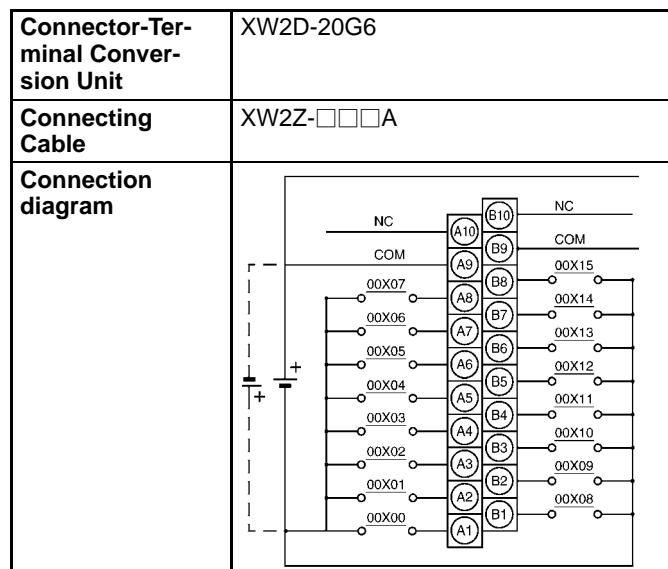 Connector-Ter-
minal Conver-
sion Unit
XW2D-20G6
Connecting
Cable
XW2Z-□□□A
Connection
diagram
NC
A10
B10
NC
COM
A9
B9
COM
00X07
A8
B8
00X15
00X06
A7
B7
00X14
00X05
A6
B6
00X13
00X04
A5
B5
00X12
00X03
A4
B4
00X11
00X02
A3
B3
00X10
00X01
A2
B2
00X09
00X00
A1
B1
00X08
+
+